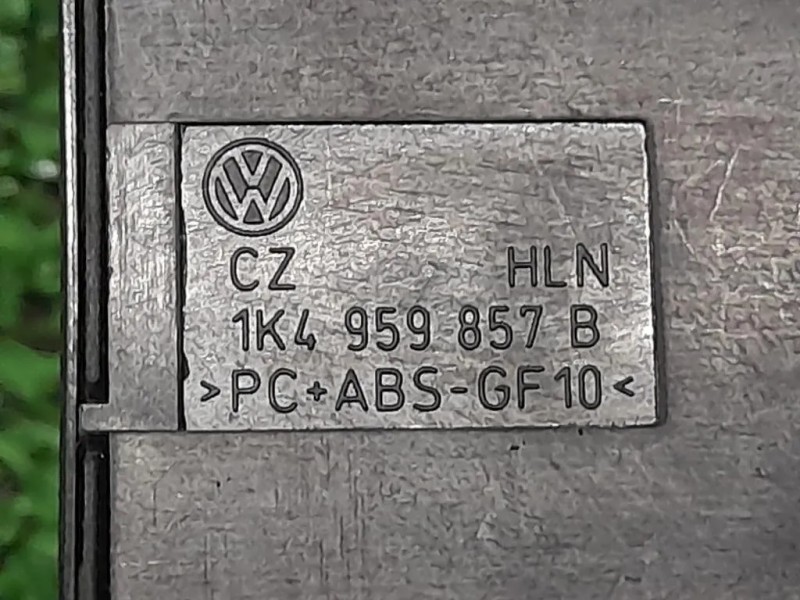 CZ HLN
1K4 959 857 B
>PC+ABS-GF10<